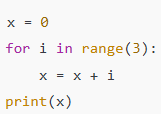 x = 0
for i in range(3):
    x = x + i
print(x)